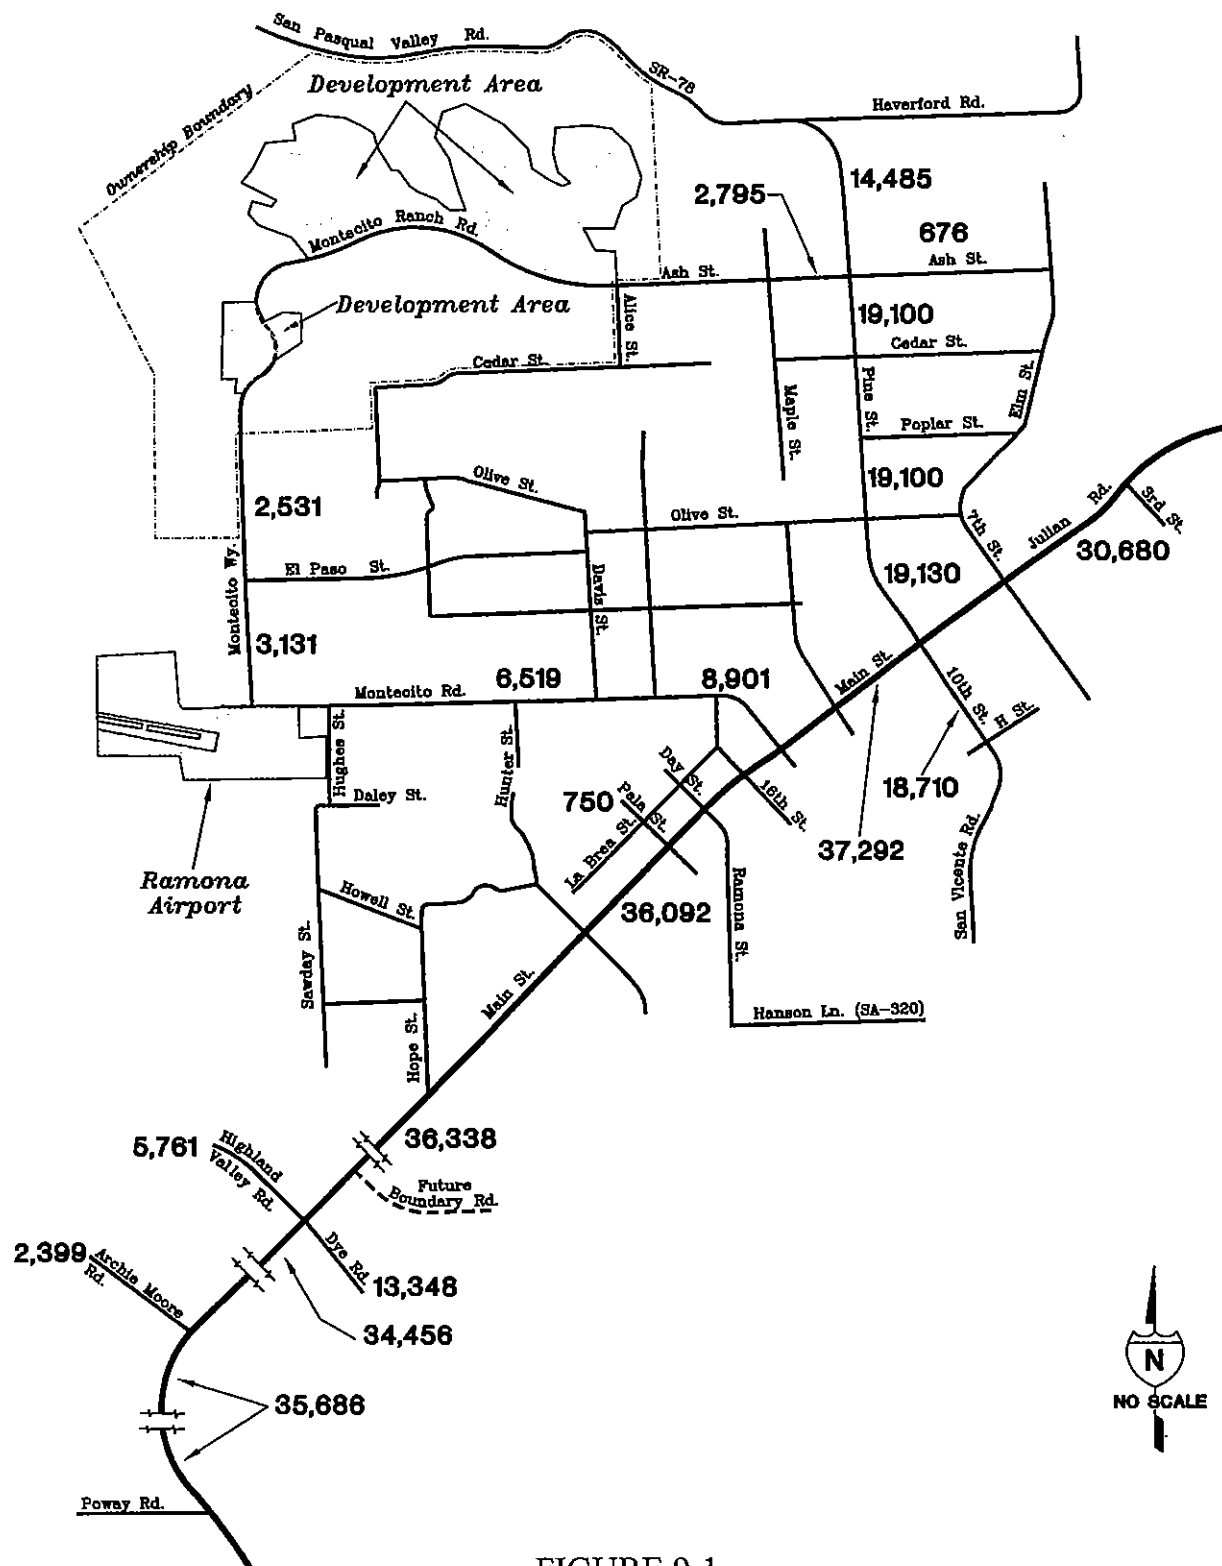 San Pasqual Valley Rd.
SR-78
Development Area
Haverford Rd.
Ownership Boundary
14,485
2,795
676
Montecito Ranch Rd.
Ash St.
Ash St.
Development Area
Alice St.
19,100
Cedar St.
Cedar St.
Pine St.
Elm St.
Maple St.
Poplar St.
Olive St.
19,100
2,531
Olive St.
7th St.
Julian Rd.
3rd St.
30,680
Montecito Wy.
El Paso St.
Davis St.
19,130
3,131
Main St.
10th St.
6,519
8,901
Montecito Rd.
H St.
Hughes St.
Hunter St.
Day St.
Daley St.
750
Pala St.
16th St.
18,710
La Brea St.
37,292
San Vicente Rd.
Ramona
Airport
Howell St.
36,092
Ramona St.
Sawday St.
Main St.
Hanson Ln. (SA-320)
Hope St.
36,338
5,761
Highland
Valley Rd.
Future
Boundary Rd.
2,399
Archie Moore
Rd.
Dye Rd.
13,348
34,456
N
NO SCALE
35,686
Poway Rd.
FIGURE 9-1